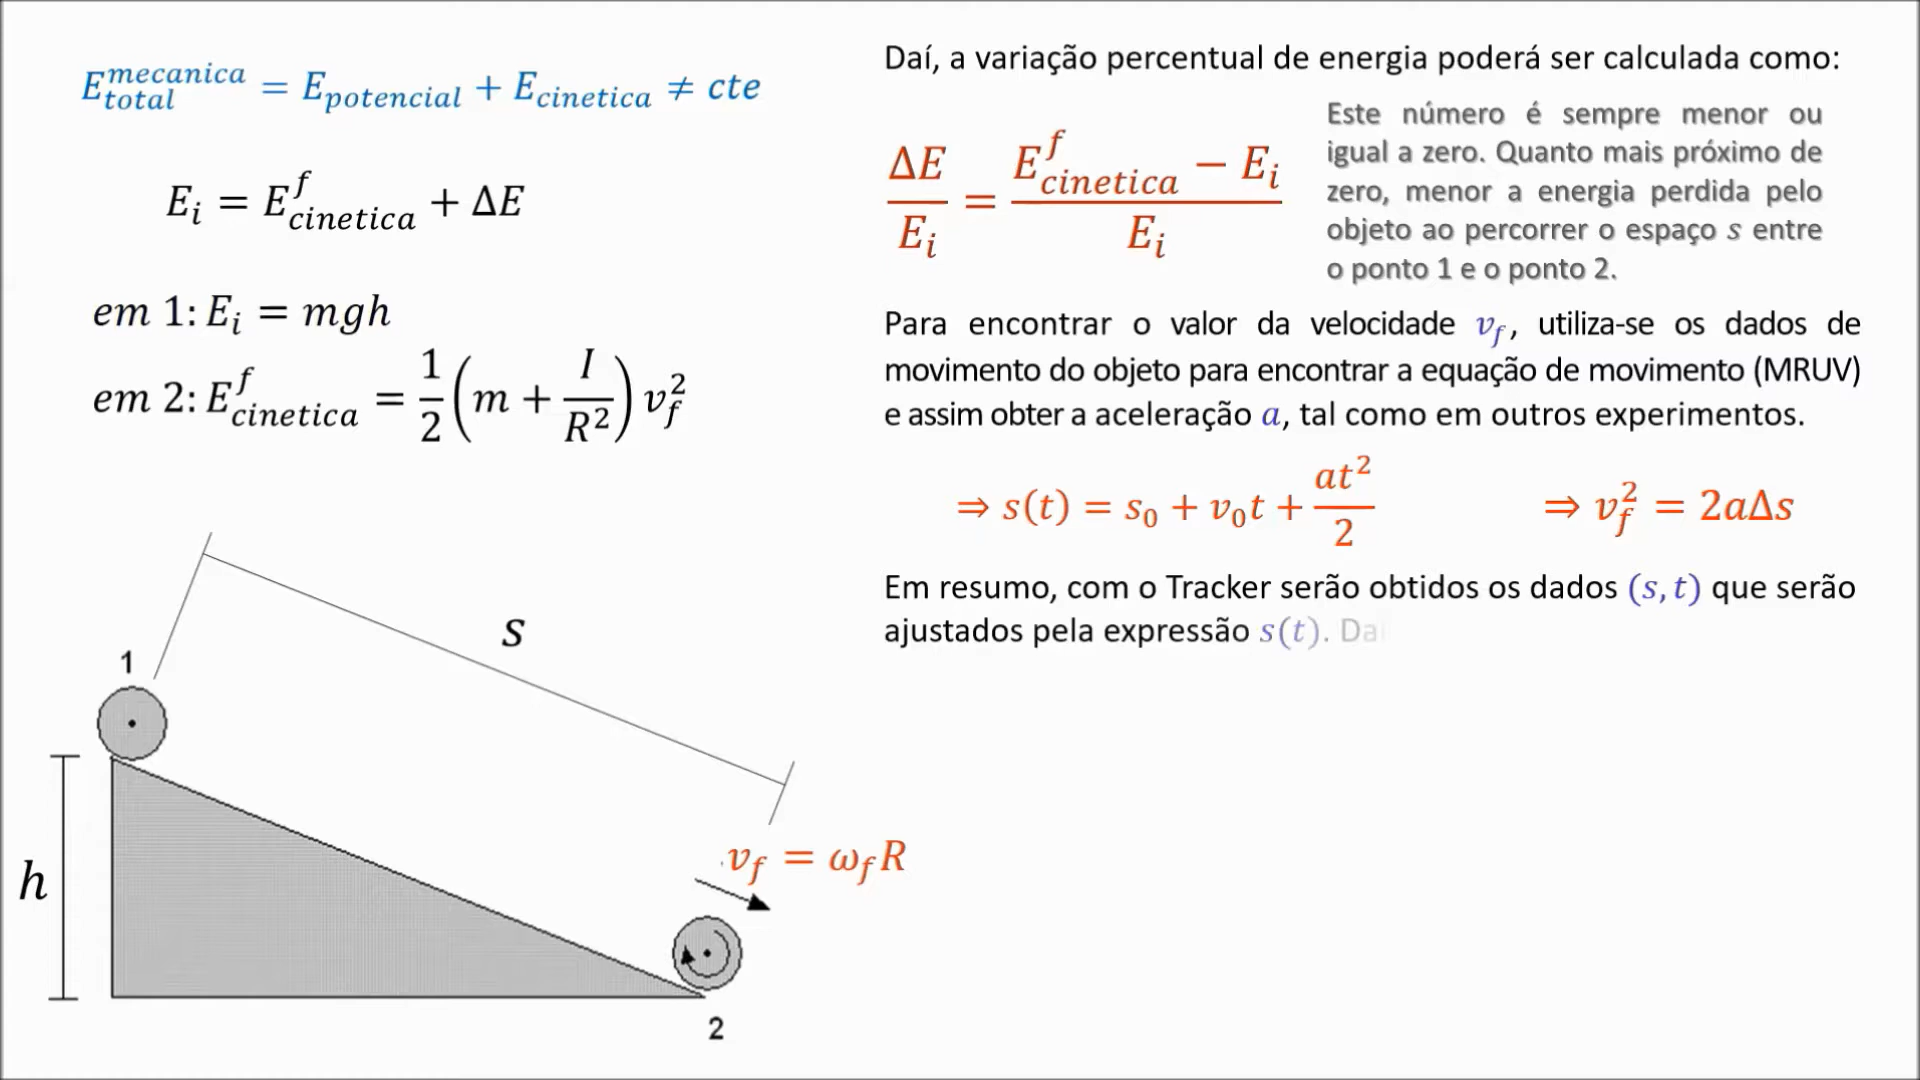 E_total^mecanica = E_potencial + E_cinetica ≠ cte
E_i = E_cinetica^f + ΔE
em 1: E_i = mgh
em 2: E_cinetica^f = 1/2 (m + I/R²) v_f²
s
1
h
v_f = ω_f R
2
Daí, a variação percentual de energia poderá ser calculada como:
ΔE/E_i = (E_cinetica^f − E_i)/E_i
Este número é sempre menor ou
igual a zero. Quanto mais próximo de
zero, menor a energia perdida pelo
objeto ao percorrer o espaço s entre
o ponto 1 e o ponto 2.
Para encontrar o valor da velocidade v_f, utiliza-se os dados de
movimento do objeto para encontrar a equação de movimento (MRUV)
e assim obter a aceleração a, tal como em outros experimentos.
⇒ s(t) = s₀ + v₀t + at²/2
⇒ v_f² = 2aΔs
Em resumo, com o Tracker serão obtidos os dados (s, t) que serão
ajustados pela expressão s(t). Daí